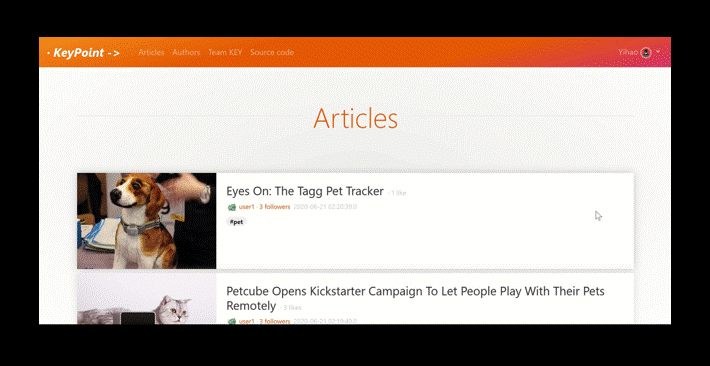 · KeyPoint -> Articles Authors Team KEY Source code Yihao
Articles
Eyes On: The Tagg Pet Tracker · 1 like
user1 · 3 followers 2020-06-21 02:20:39.0
#pet
Petcube Opens Kickstarter Campaign To Let People Play With Their Pets
Remotely · 3 likes
user1 · 3 followers 2020-06-21 02:19:40.0